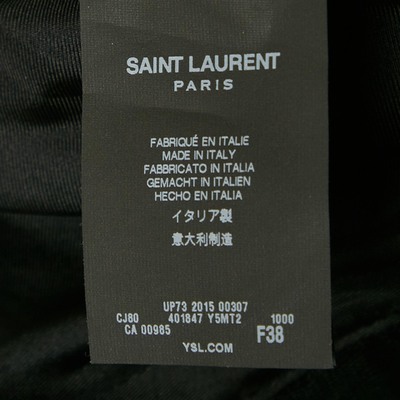 SAINT LAURENT
PARIS
FABRIQUÉ EN ITALIE
MADE IN ITALY
FABBRICATO IN ITALIA
GEMACHT IN ITALIEN
HECHO EN ITALIA
イタリア製
意大利制造
UP73 2015 00307
CJ80 401847 Y5MT2 1000
CA 00985 F38
YSL.COM